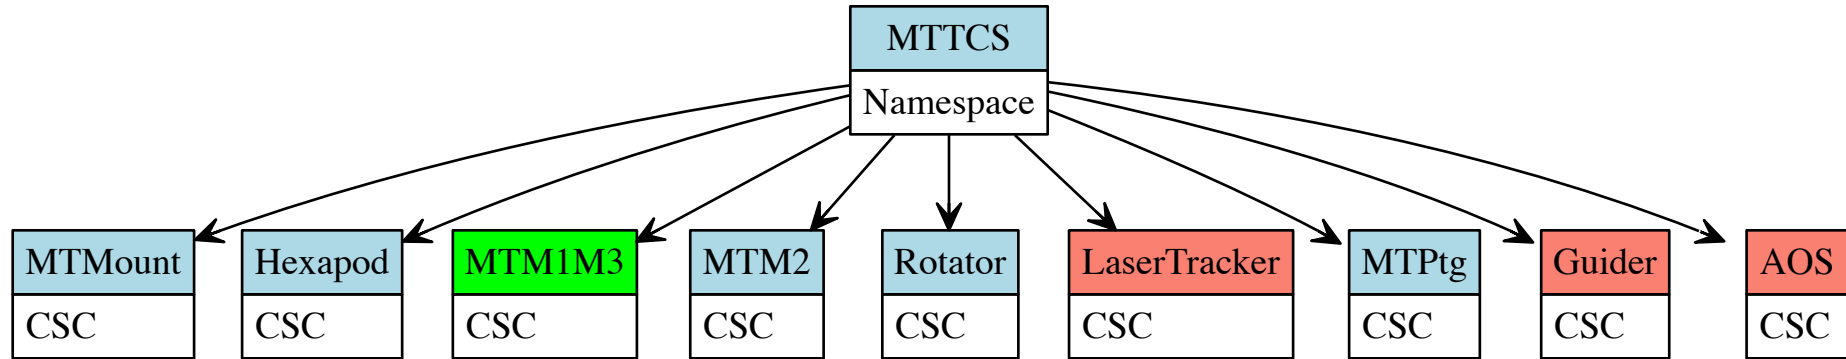 MTTCS
Namespace
MTMount Hexapod MTM1M3 MTM2 Rotator LaserTracker MTPtg Guider AOS
CSC CSC CSC CSC CSC CSC CSC CSC CSC